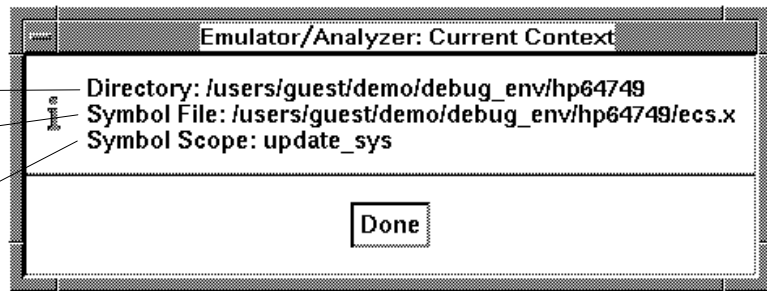 Emulator/Analyzer: Current Context
Directory: /users/guest/demo/debug_env/hp64749
Symbol File: /users/guest/demo/debug_env/hp64749/ecs.x
Symbol Scope: update_sys
Done